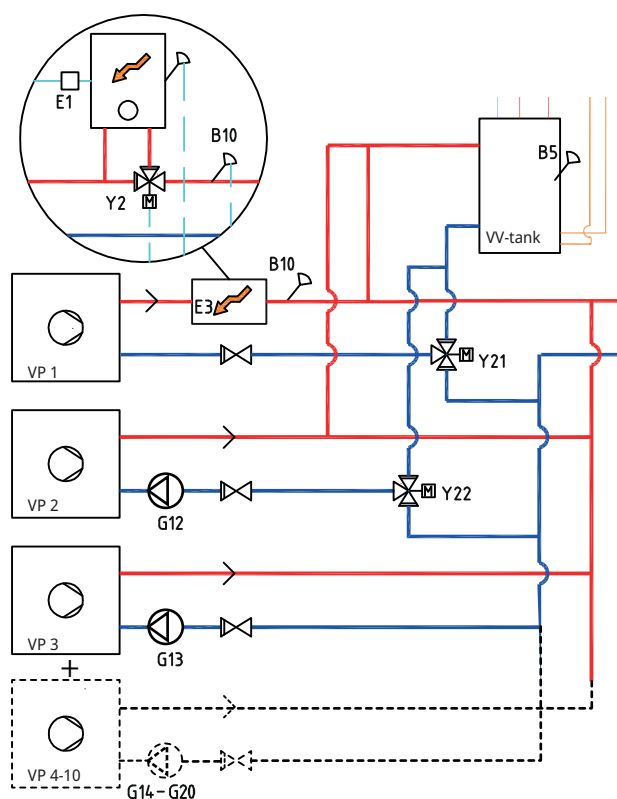 E1
B10
Y2
M
B5
VV-tank
B10
E3
VP 1
M
Y21
VP 2
G12
M
Y22
VP 3
G13
+
VP 4-10
G14-G20